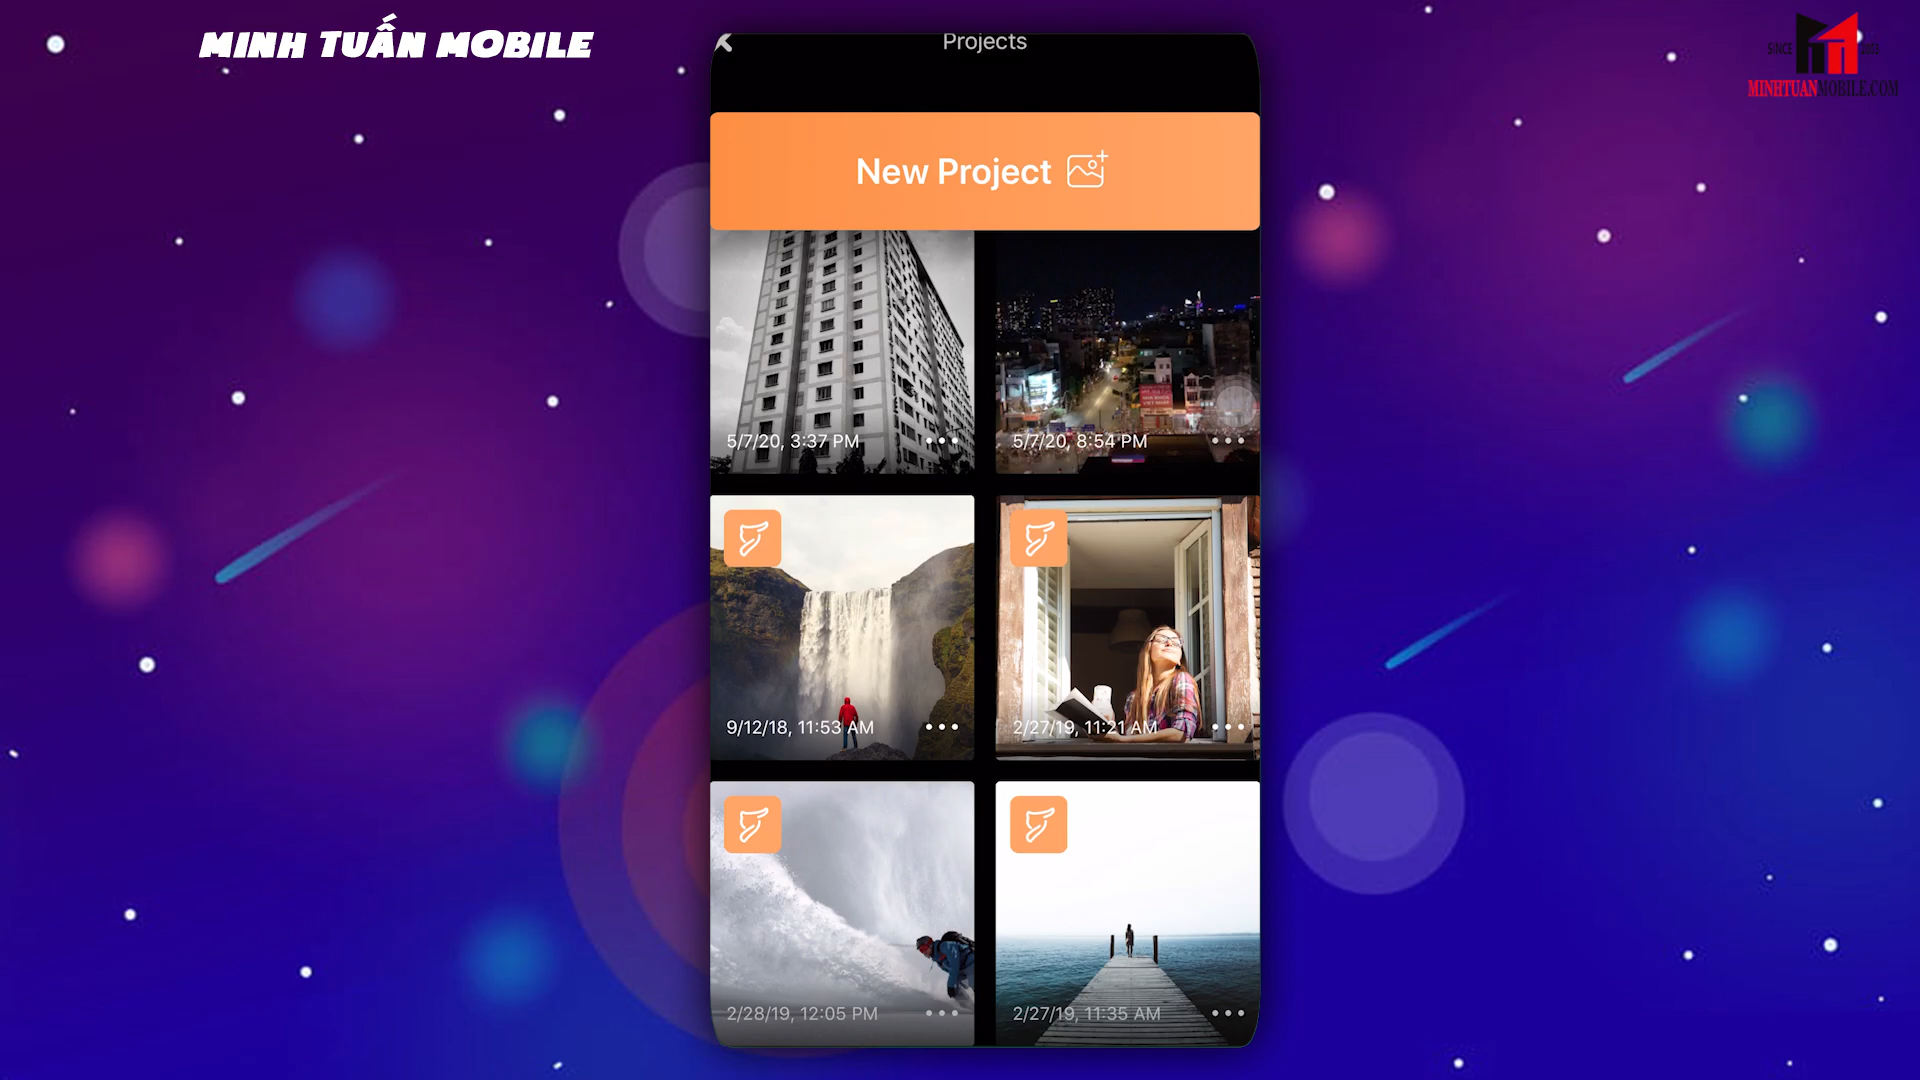 MINH TUẤN MOBILE
Projects
SINCE 2003
MINHTUANMOBILE.COM
New Project
5/7/20, 3:37 PM
5/7/20, 8:54 PM
9/12/18, 11:53 AM
2/27/19, 11:21 AM
2/28/19, 12:05 PM
2/27/19, 11:35 AM